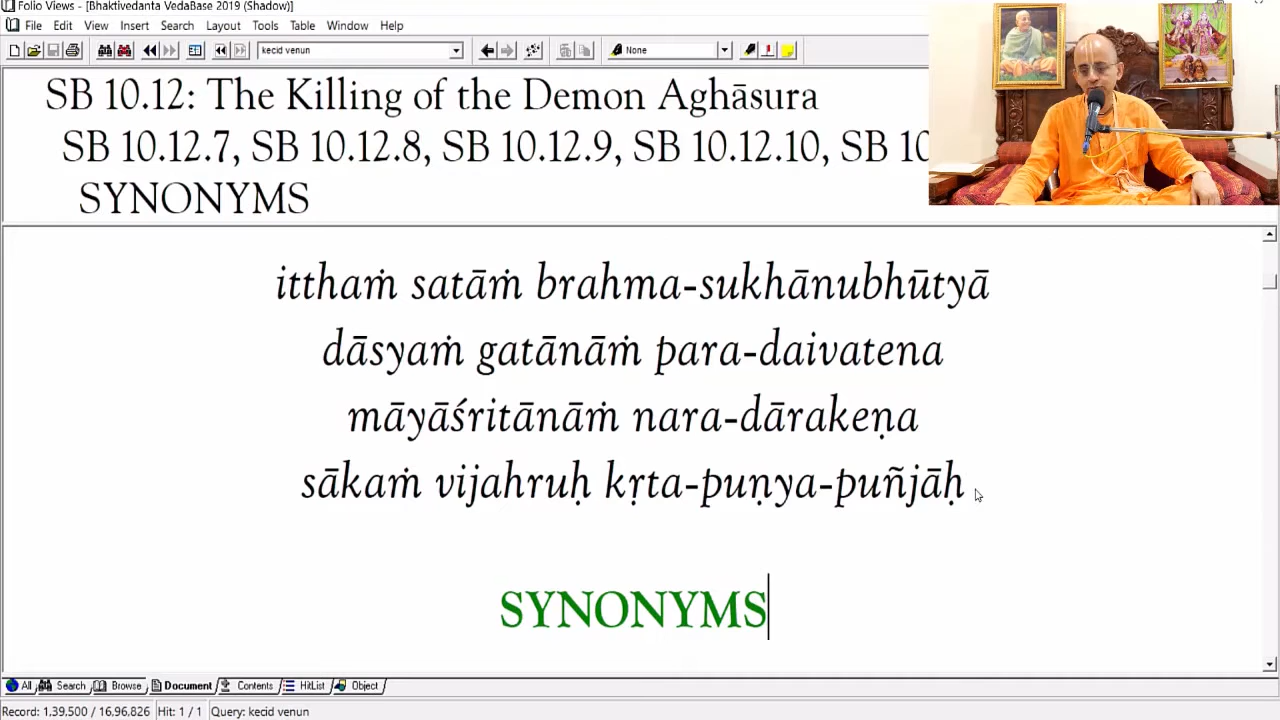 Folio Views - [Bhaktivedanta VedaBase 2019 (Shadow)]
File Edit View Insert Search Layout Tools Table Window Help
kecid venun None
SB 10.12: The Killing of the Demon Aghāsura
SB 10.12.7, SB 10.12.8, SB 10.12.9, SB 10.12.10, SB 10
SYNONYMS
itthaṁ satāṁ brahma-sukhānubhūtyā
dāsyaṁ gatānāṁ para-daivatena
māyāśritānāṁ nara-dārakeṇa
sākaṁ vijahruḥ kṛta-puṇya-puñjāḥ
SYNONYMS
All Search Browse Document Contents HitList Object
Record: 1,39,500 / 16,96,826 Hit: 1 / 1 Query: kecid venun